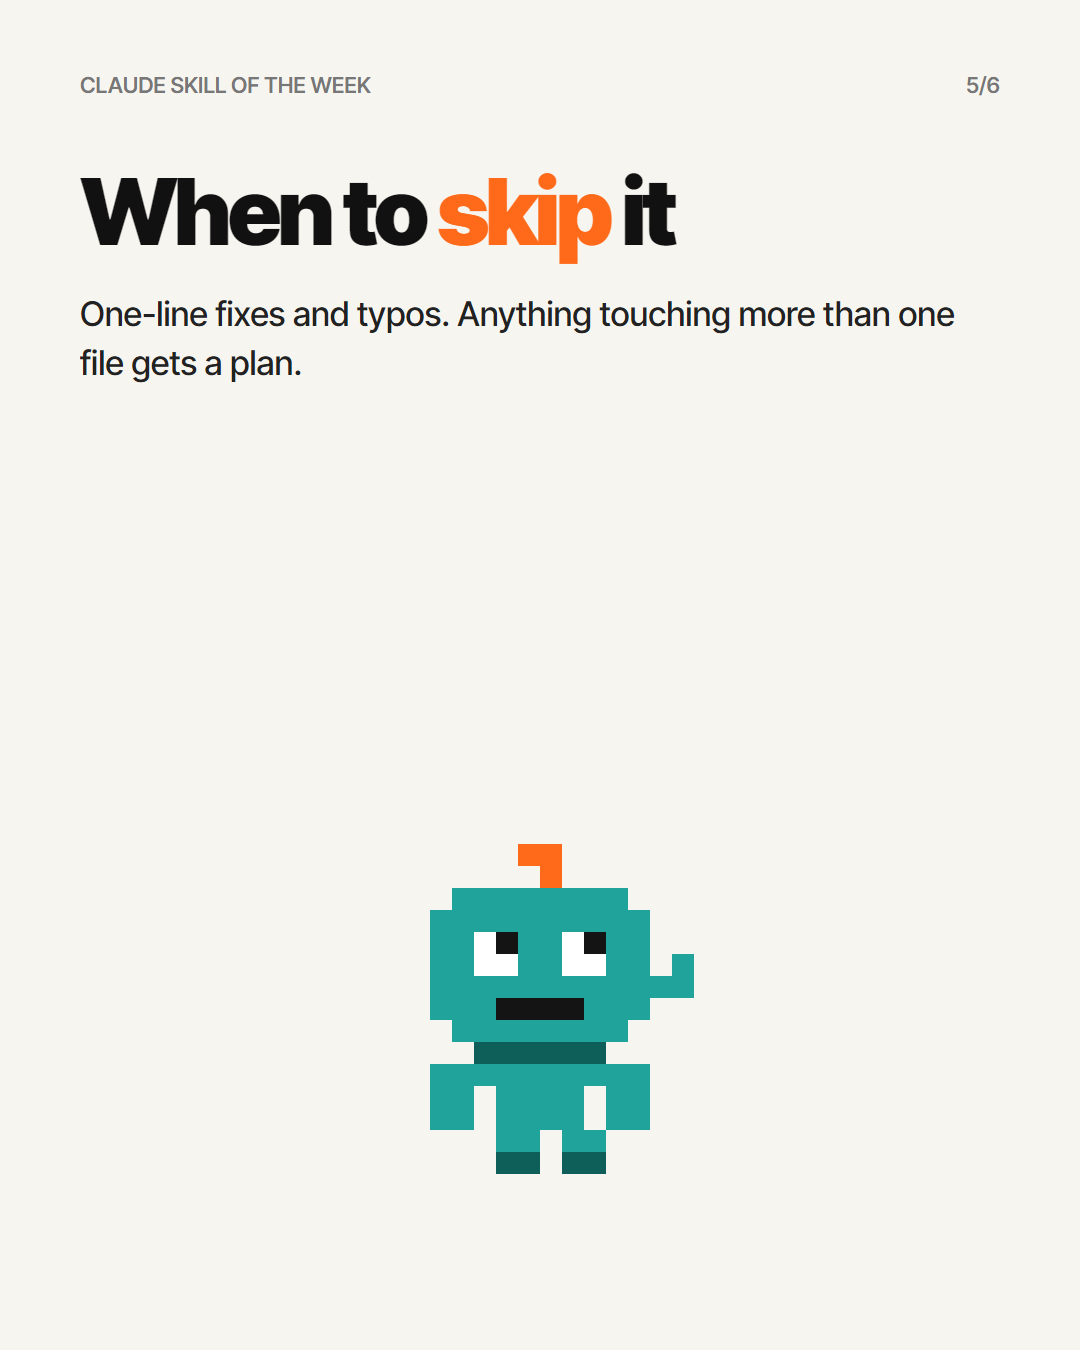 CLAUDE SKILL OF THE WEEK
5/6
When to skip it
One-line fixes and typos. Anything touching more than one
file gets a plan.